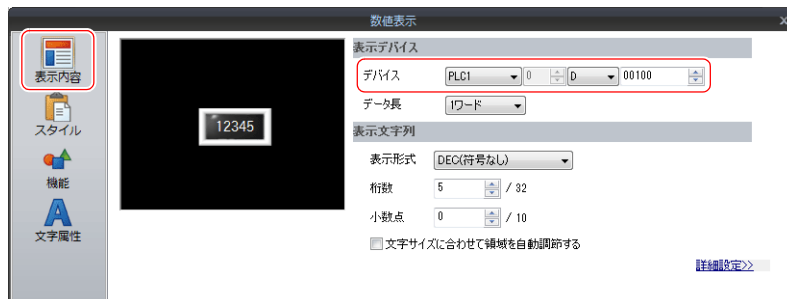 数値表示
x
表示内容
スタイル
機能
文字属性
12345
表示デバイス
デバイス PLC1 0 D 00100
データ長 1ワード
表示文字列
表示形式 DEC(符号なし)
桁数 5 / 32
小数点 0 / 10
文字サイズに合わせて領域を自動調節する
詳細設定>>